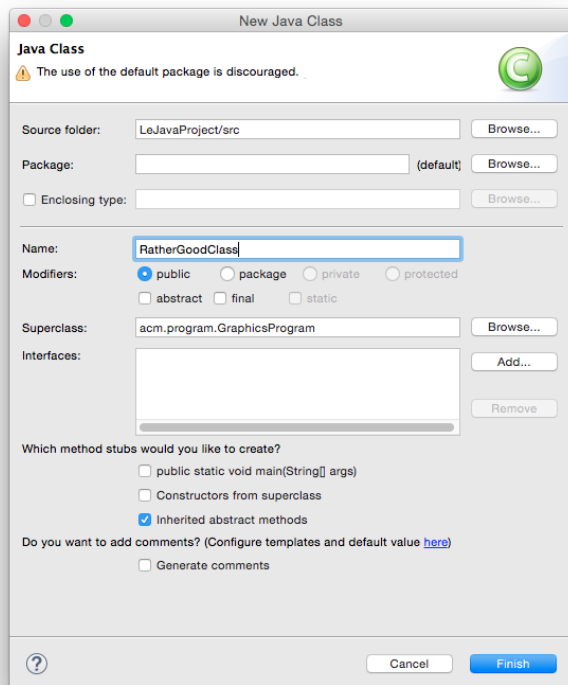 New Java Class
Java Class
The use of the default package is discouraged.
C
Source folder: LeJavaProject/src Browse...
Package: (default) Browse...
Enclosing type: Browse...
Name: RatherGoodClass
Modifiers: public package private protected
abstract final static
Superclass: acm.program.GraphicsProgram Browse...
Interfaces: Add...
Remove
Which method stubs would you like to create?
public static void main(String[] args)
Constructors from superclass
Inherited abstract methods
Do you want to add comments? (Configure templates and default value here)
Generate comments
? Cancel Finish